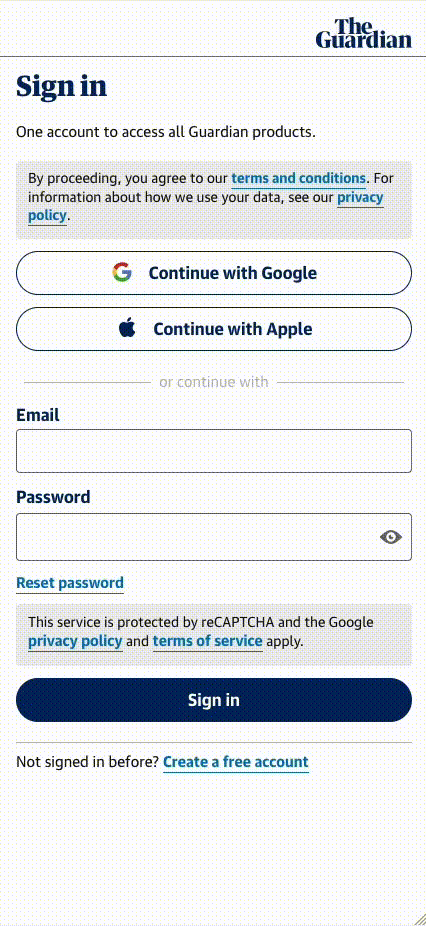 The
Guardian
Sign in
One account to access all Guardian products.
By proceeding, you agree to our terms and conditions. For
information about how we use your data, see our privacy
policy.
Continue with Google
Continue with Apple
or continue with
Email
Password
Reset password
This service is protected by reCAPTCHA and the Google
privacy policy and terms of service apply.
Sign in
Not signed in before? Create a free account